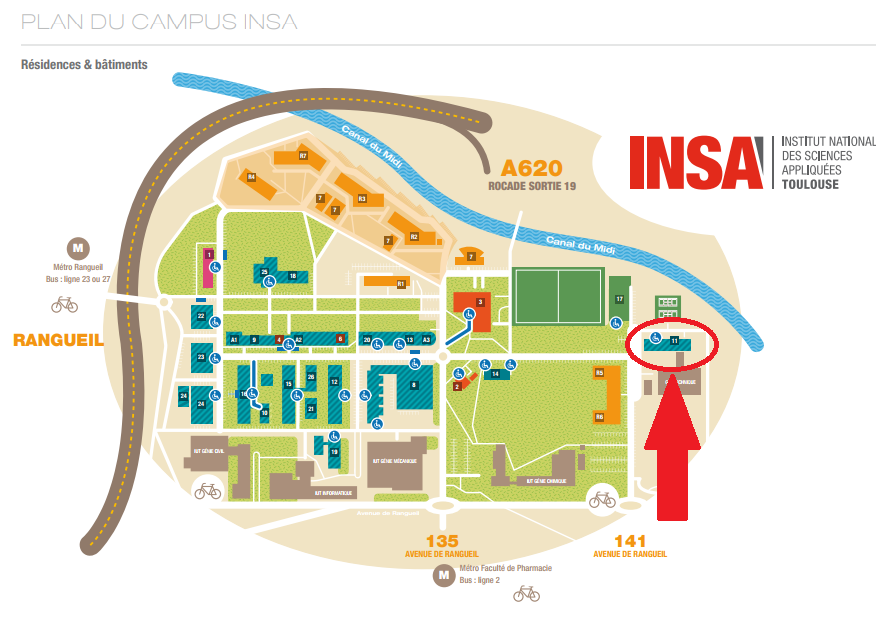 PLAN DU CAMPUS INSA
Résidences & bâtiments
INSA
INSTITUT NATIONAL
DES SCIENCES
APPLIQUÉES
TOULOUSE
Canal du Midi
A620
ROCADE SORTIE 19
R7
R4
R3
7
7
R2
7
Canal du Midi
M
Métro Rangueil
Bus : ligne 23 ou 27
1
25
18
7
R1
3
17
RANGUEIL
22
A1
9
4
A2
6
20
13
A3
11
23
16
15
26
12
8
2
14
R5
24
24
10
21
R6
19
IUT GÉNIE CIVIL
IUT GÉNIE MÉCANIQUE
IUT GÉNIE CHIMIQUE
IUT INFORMATIQUE
Avenue de Rangueil
135
AVENUE DE RANGUEIL
141
AVENUE DE RANGUEIL
M
Métro Faculté de Pharmacie
Bus : ligne 2